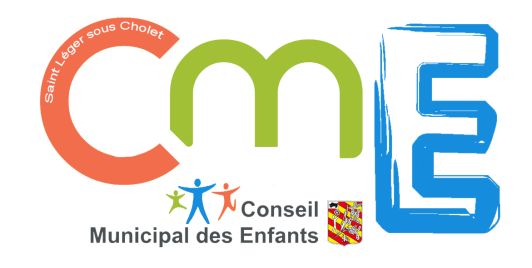 Saint Léger sous Cholet
CmE
Conseil
Municipal des Enfants